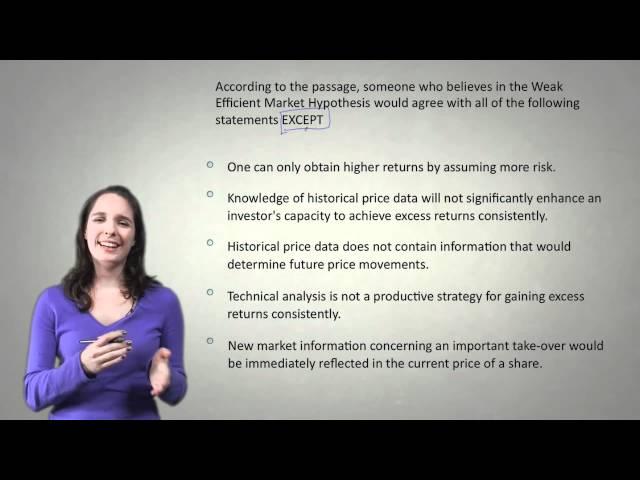 According to the passage, someone who believes in the Weak
Efficient Market Hypothesis would agree with all of the following
statements EXCEPT
One can only obtain higher returns by assuming more risk.
Knowledge of historical price data will not significantly enhance an
investor's capacity to achieve excess returns consistently.
Historical price data does not contain information that would
determine future price movements.
Technical analysis is not a productive strategy for gaining excess
returns consistently.
New market information concerning an important take-over would
be immediately reflected in the current price of a share.